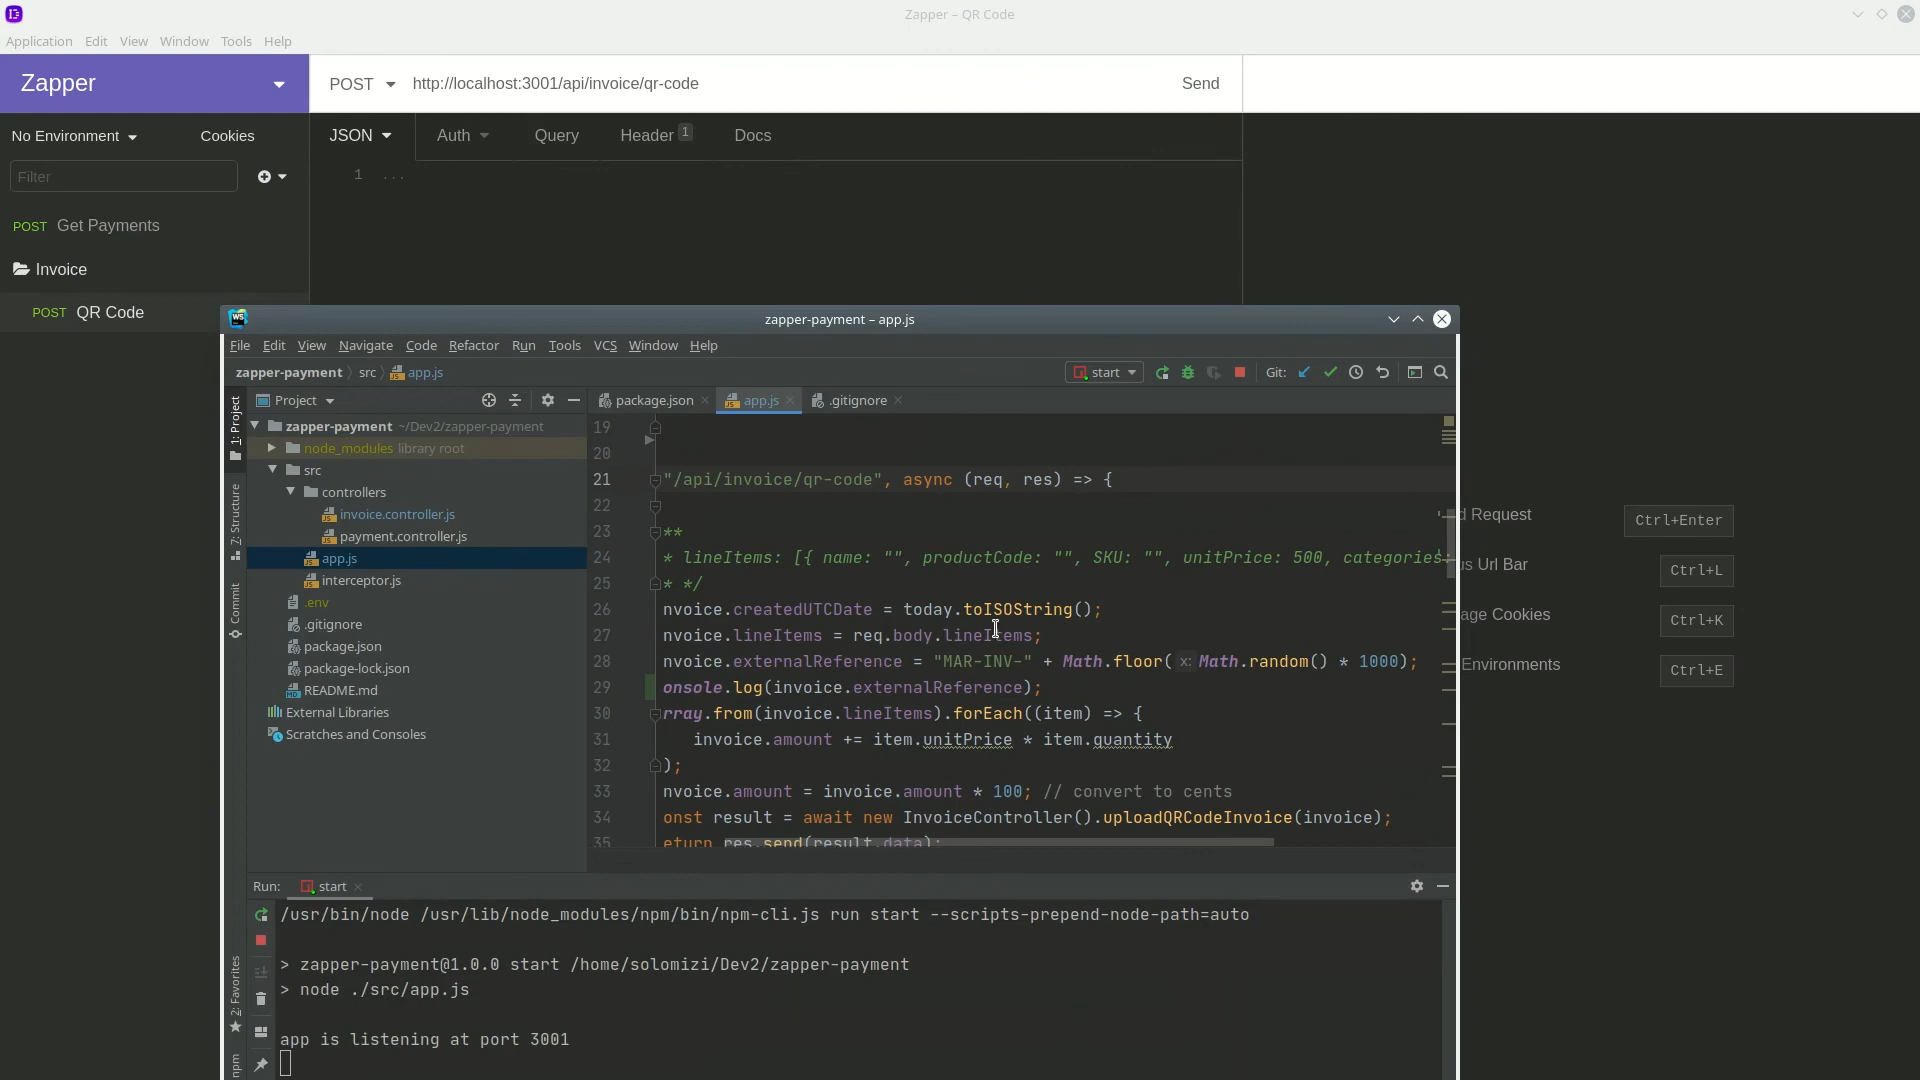 Zapper – QR Code
Application Edit View Window Tools Help
Zapper
POST http://localhost:3001/api/invoice/qr-code Send
No Environment Cookies
JSON Auth Query Header 1 Docs
Filter
1 ...
POST Get Payments
Invoice
POST QR Code
WS zapper-payment – app.js
File Edit View Navigate Code Refactor Run Tools VCS Window Help
zapper-payment src app.js start Git:
Project package.json app.js .gitignore
1: Project
Z: Structure
Commit
2: Favorites
npm
zapper-payment ~/Dev2/zapper-payment
node_modules library root
src
controllers
invoice.controller.js
payment.controller.js
app.js
interceptor.js
.env
.gitignore
package.json
package-lock.json
README.md
External Libraries
Scratches and Consoles
19
20
21 "/api/invoice/qr-code", async (req, res) => {
22
23 **
24 * lineItems: [{ name: "", productCode: "", SKU: "", unitPrice: 500, categories:
25 * */
26 nvoice.createdUTCDate = today.toISOString();
27 nvoice.lineItems = req.body.lineItems;
28 nvoice.externalReference = "MAR-INV-" + Math.floor( x: Math.random() * 1000);
29 onsole.log(invoice.externalReference);
30 rray.from(invoice.lineItems).forEach((item) => {
31 invoice.amount += item.unitPrice * item.quantity
32 );
33 nvoice.amount = invoice.amount * 100; // convert to cents
34 onst result = await new InvoiceController().uploadQRCodeInvoice(invoice);
35 eturn res.send(result.data);
d Request Ctrl+Enter
us Url Bar Ctrl+L
age Cookies Ctrl+K
Environments Ctrl+E
Run: start
/usr/bin/node /usr/lib/node_modules/npm/bin/npm-cli.js run start --scripts-prepend-node-path=auto
> zapper-payment@1.0.0 start /home/solomizi/Dev2/zapper-payment
> node ./src/app.js
app is listening at port 3001